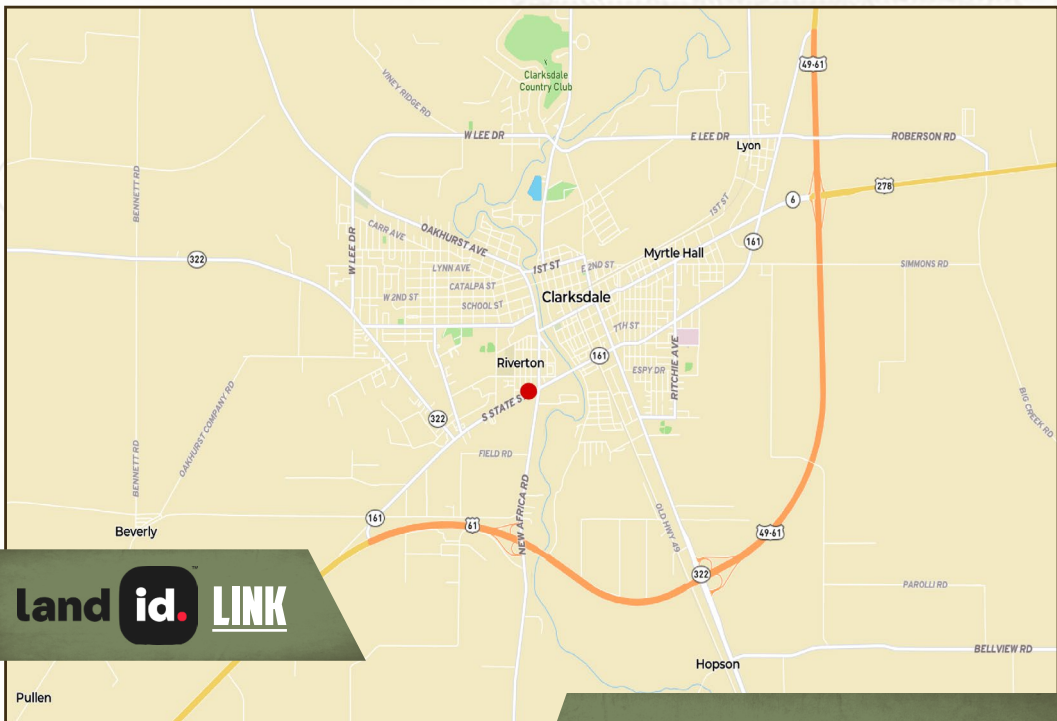 49-61
Clarksdale
Country Club
VINEY RIDGE RD
W LEE DR
E LEE DR
ROBERSON RD
Lyon
BENNETT RD
278
6
1ST ST
322
W LEE DR
CARR AVE
OAKHURST AVE
161
Myrtle Hall
1ST ST
E 2ND ST
SIMMONS RD
LYNN AVE
CATALPA ST
W 2ND ST
SCHOOL ST
Clarksdale
7TH ST
161
Riverton
ESPY DR
RITCHIE AVE
S STATE S
322
OAKHURST COMPANY RD
BENNETT RD
BIG CREEK RD
FIELD RD
NEW AFRICA RD
161
61
Beverly
OLD HWY 49
49-61
322
PAROLLI RD
land id.™ LINK
BELLVIEW RD
Hopson
Pullen